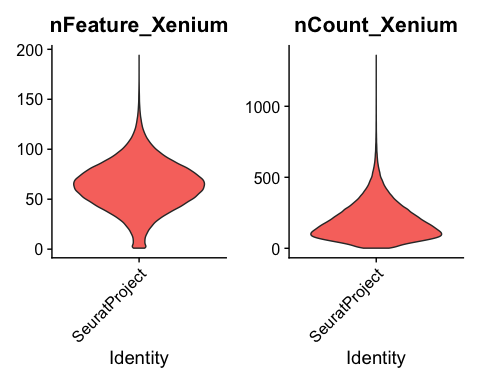 nFeature_Xenium
200
150
100
50
0
SeuratProject
Identity
nCount_Xenium
1000
500
0
SeuratProject
Identity